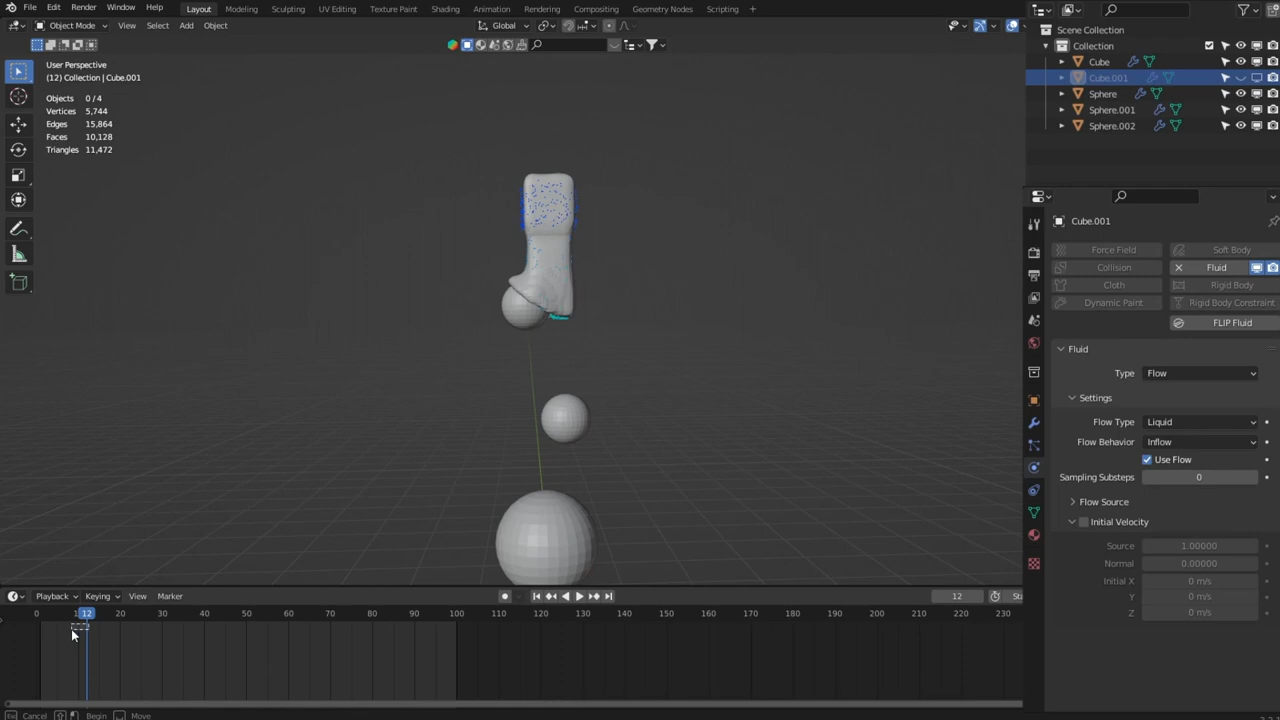 File Edit Render Window Help Layout Modeling Sculpting UV Editing Texture Paint Shading Animation Rendering Compositing Geometry Nodes Scripting
Object Mode View Select Add Object Global
User Perspective
(12) Collection | Cube.001
Objects 0 / 4
Vertices 5,744
Edges 15,864
Faces 10,128
Triangles 11,472
Scene Collection
Collection
Cube
Cube.001
Sphere
Sphere.001
Sphere.002
Cube.001
Force Field Soft Body
Collision Fluid
Cloth Rigid Body
Dynamic Paint Rigid Body Constraint
FLIP Fluid
Fluid
Type Flow
Settings
Flow Type Liquid
Flow Behavior Inflow
Use Flow
Sampling Substeps 0
Flow Source
Initial Velocity
Source 1.00000
Normal 0.00000
Initial X 0 m/s
Y 0 m/s
Z 0 m/s
Playback Keying View Marker 12
0 12 20 30 40 50 60 70 80 90 100 110 120 130 140 150 160 170 180 190 200 210 220 230
Cancel Begin Move